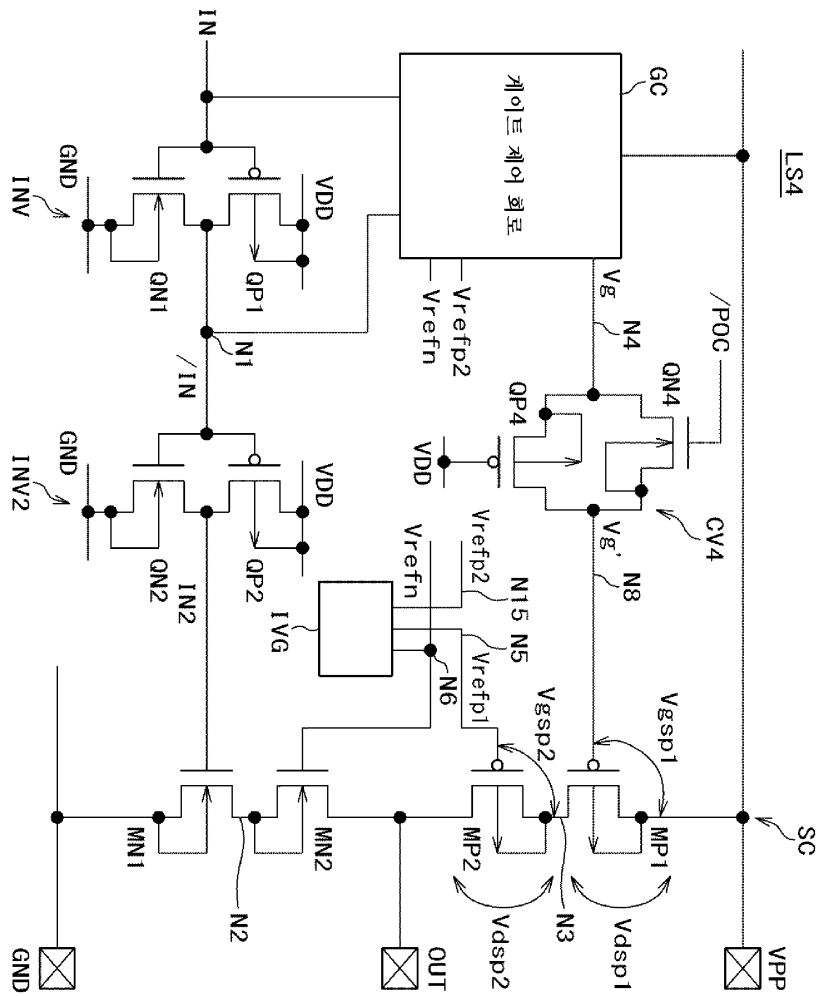 LS4
GC
게이트 제어 회로
IN
GND
VDD
INV
QN1
QP1
Vrefn
Vrefp2
Vg
N4
/POC
N1
/IN
QP4
QN4
VDD
GND
VDD
INV2
QN2
QP2
IN2
Vrefn
Vrefp2
N15
IVG
N5
Vg'
N8
CV4
N6
Vrefp1
Vgsp2
Vgsp1
MN1
MN2
MP2
MP1
SC
N2
N3
Vdsp2
Vdsp1
GND
OUT
VPP